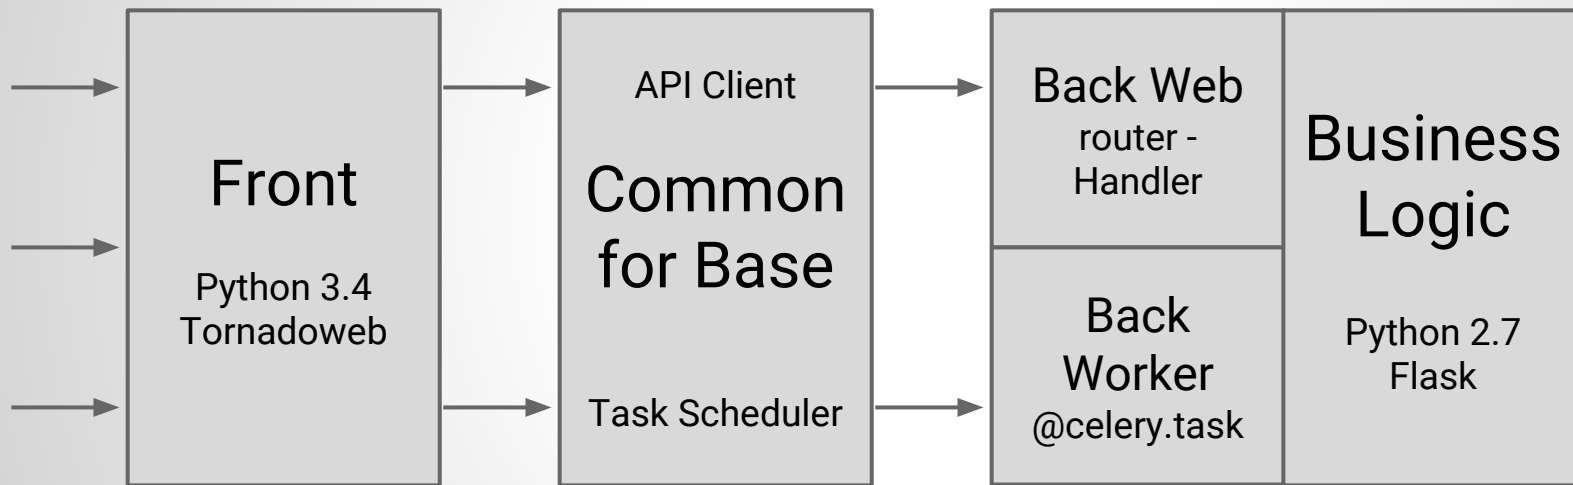 Front
Python 3.4
Tornadoweb
API Client
Common
for Base
Task Scheduler
Back Web
router -
Handler
Back
Worker
@celery.task
Business
Logic
Python 2.7
Flask